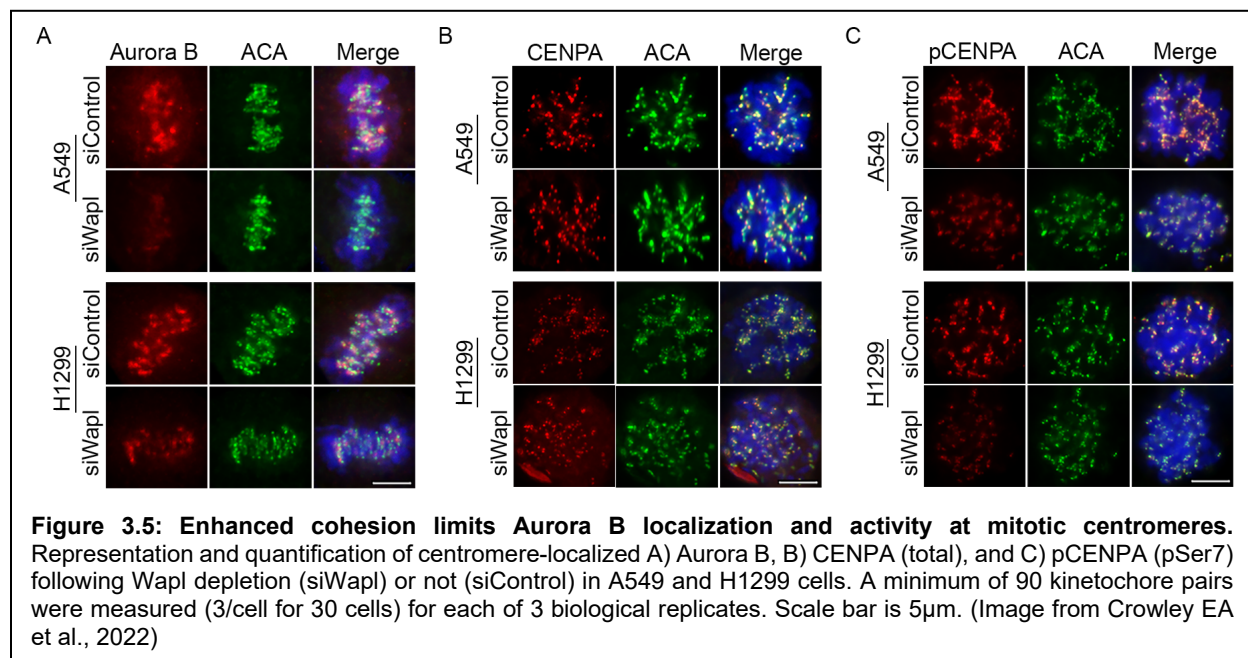 A
Aurora B ACA Merge
A549
siControl
siWapl
H1299
siControl
siWapl
B
CENPA ACA Merge
A549
siControl
siWapl
H1299
siControl
siWapl
C
pCENPA ACA Merge
A549
siControl
siWapl
H1299
siControl
siWapl
Figure 3.5: Enhanced cohesion limits Aurora B localization and activity at mitotic centromeres.
Representation and quantification of centromere-localized A) Aurora B, B) CENPA (total), and C) pCENPA (pSer7)
following Wapl depletion (siWapl) or not (siControl) in A549 and H1299 cells. A minimum of 90 kinetochore pairs
were measured (3/cell for 30 cells) for each of 3 biological replicates. Scale bar is 5µm. (Image from Crowley EA
et al., 2022)